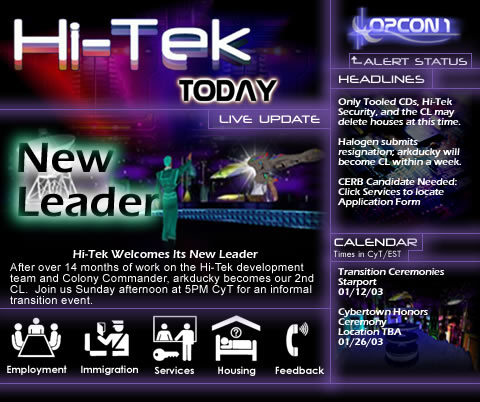 Hi-Tek
TODAY
LIVE UPDATE
New
Leader
Hi-Tek Welcomes Its New Leader
After over 14 months of work on the Hi-Tek development
team and Colony Commander, arkducky becomes our 2nd
CL. Join us Sunday afternoon at 5PM CyT for an informal
transition event.
Employment
Immigration
Services
Housing
Feedback
OPCON 1
ALERT STATUS
HEADLINES
Only Tooled CDs, Hi-Tek
Security, and the CL may
delete houses at this time.
Halogen submits
resignation; arkducky will
become CL within a week.
CERB Candidate Needed:
Click Services to locate
Application Form
CALENDAR
Times in CyT/EST
Transition Ceremonies
Starport
01/12/03
Cybertown Honors
Ceremony
Location TBA
01/26/03